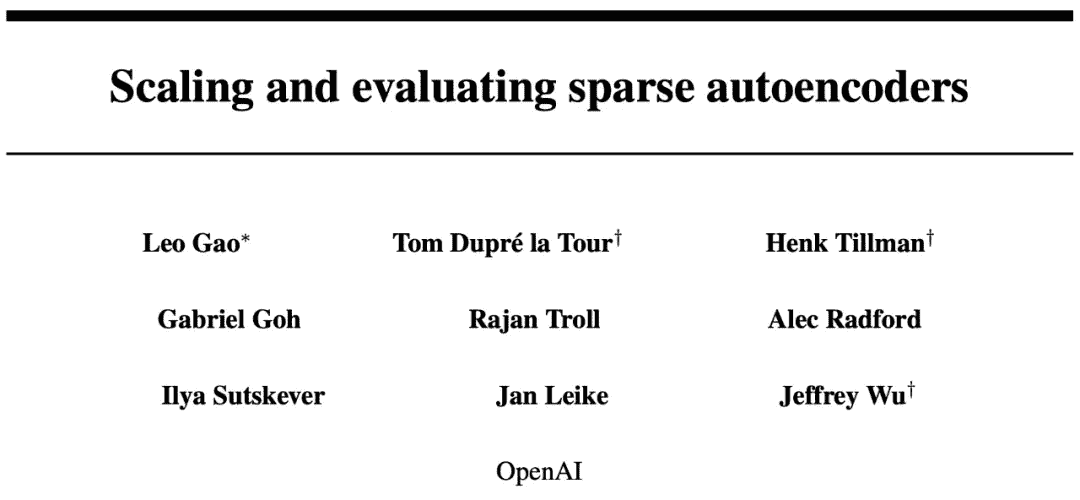 Scaling and evaluating sparse autoencoders
Leo Gao* Tom Dupré la Tour† Henk Tillman†
Gabriel Goh Rajan Troll Alec Radford
Ilya Sutskever Jan Leike Jeffrey Wu†
OpenAI